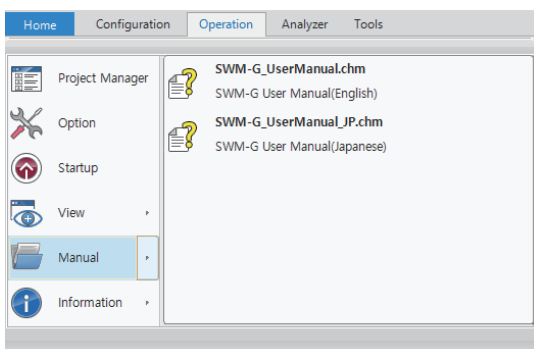 Home Configuration Operation Analyzer Tools
Project Manager
Option
Startup
View
Manual
Information
SWM-G_UserManual.chm
SWM-G User Manual(English)
SWM-G_UserManual_JP.chm
SWM-G User Manual(Japanese)